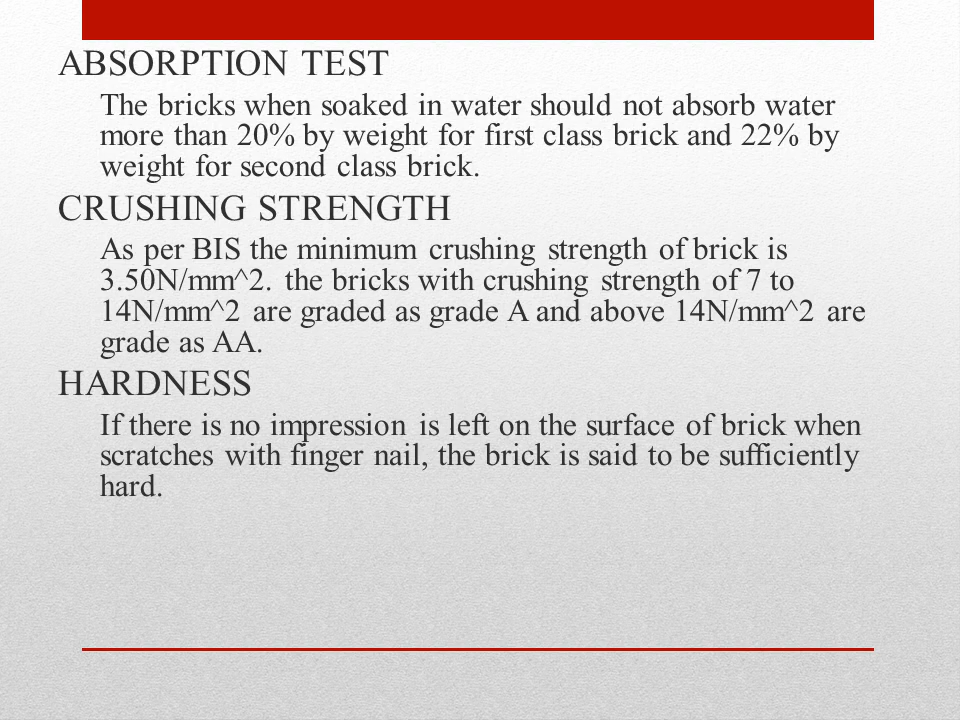 ABSORPTION TEST
The bricks when soaked in water should not absorb water
more than 20% by weight for first class brick and 22% by
weight for second class brick.
CRUSHING STRENGTH
As per BIS the minimum crushing strength of brick is
3.50N/mm^2. the bricks with crushing strength of 7 to
14N/mm^2 are graded as grade A and above 14N/mm^2 are
grade as AA.
HARDNESS
If there is no impression is left on the surface of brick when
scratches with finger nail, the brick is said to be sufficiently
hard.